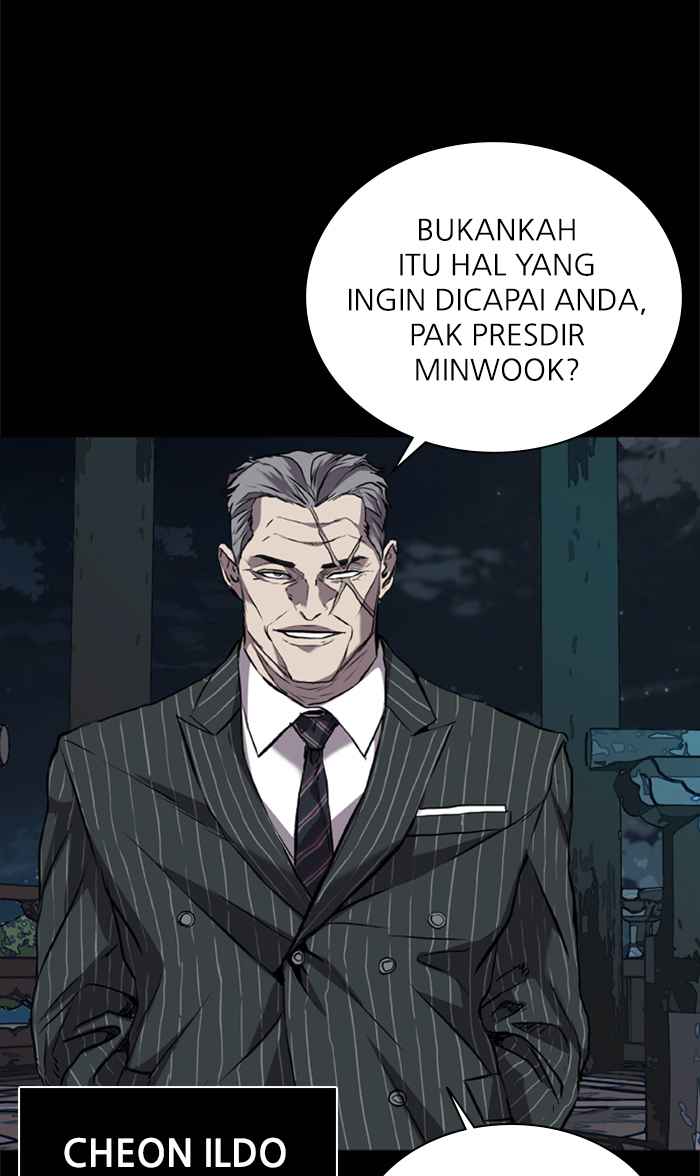 BUKANKAH
ITU HAL YANG
INGIN DICAPAI ANDA,
PAK PRESDIR
MINWOOK?
CHEON ILDO